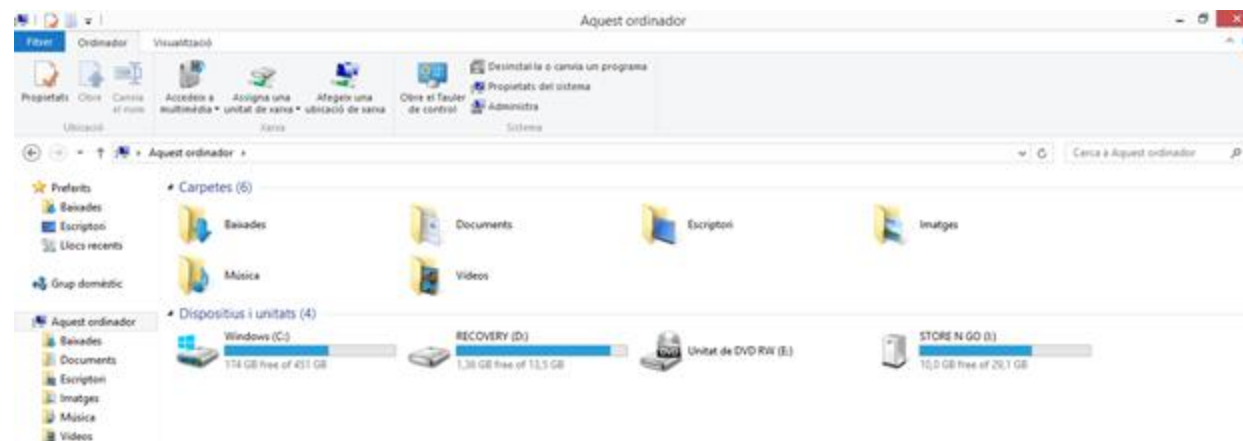 Aquest ordinador
Fitxer Ordinador Visualització
Propietats Obre Canvia el nom
Accedeix a multimèdia Assigna una unitat de xarxa Afegeix una ubicació de xarxa
Obre el Tauler de control
Desinstal·la o canvia un programa
Propietats del sistema
Administra
Ubicació Xarxa Sistema
Aquest ordinador
Cerca a Aquest ordinador
Preferits
Baixades
Escriptori
Llocs recents
Grup domèstic
Aquest ordinador
Baixades
Documents
Escriptori
Imatges
Música
Vídeos
Carpetes (6)
Baixades Documents Escriptori Imatges
Música Vídeos
Dispositius i unitats (4)
Windows (C:)
174 GB free of 451 GB
RECOVERY (D:)
1,36 GB free of 13,5 GB
DVD
Unitat de DVD RW (E:)
STORE N GO (I:)
10,0 GB free of 29,1 GB